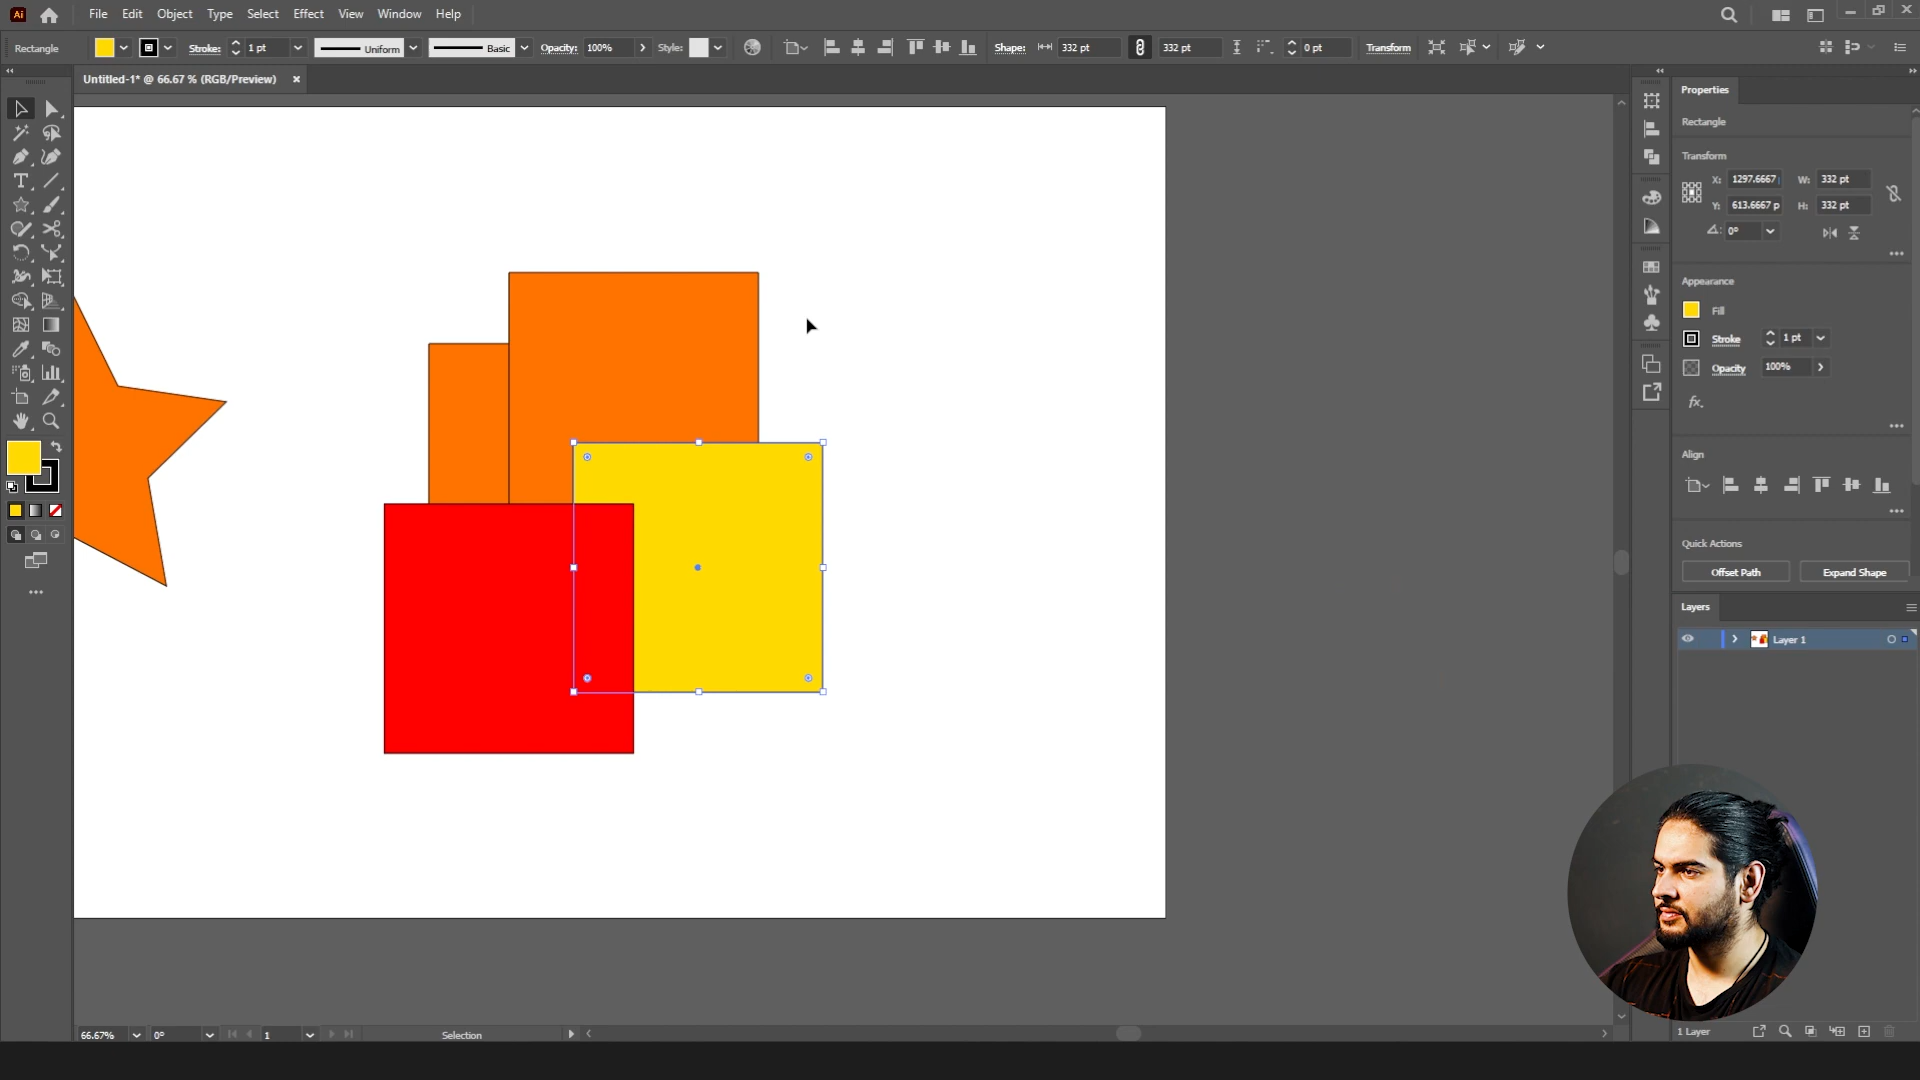 Ai File Edit Object Type Select Effect View Window Help
Rectangle Stroke: 1 pt Uniform Basic Opacity: 100% Style: Shape: 332 pt 332 pt 0 pt Transform
Untitled-1* @ 66.67 % (RGB/Preview)
Properties
Rectangle
Transform
X: 1297.6667 W: 332 pt
Y: 613.6667 p H: 332 pt
0°
Appearance
Fill
Stroke 1 pt
Opacity 100%
fx.
Align
Quick Actions
Offset Path Expand Shape
Layers
Layer 1
1 Layer
66.67% 0° 1 Selection